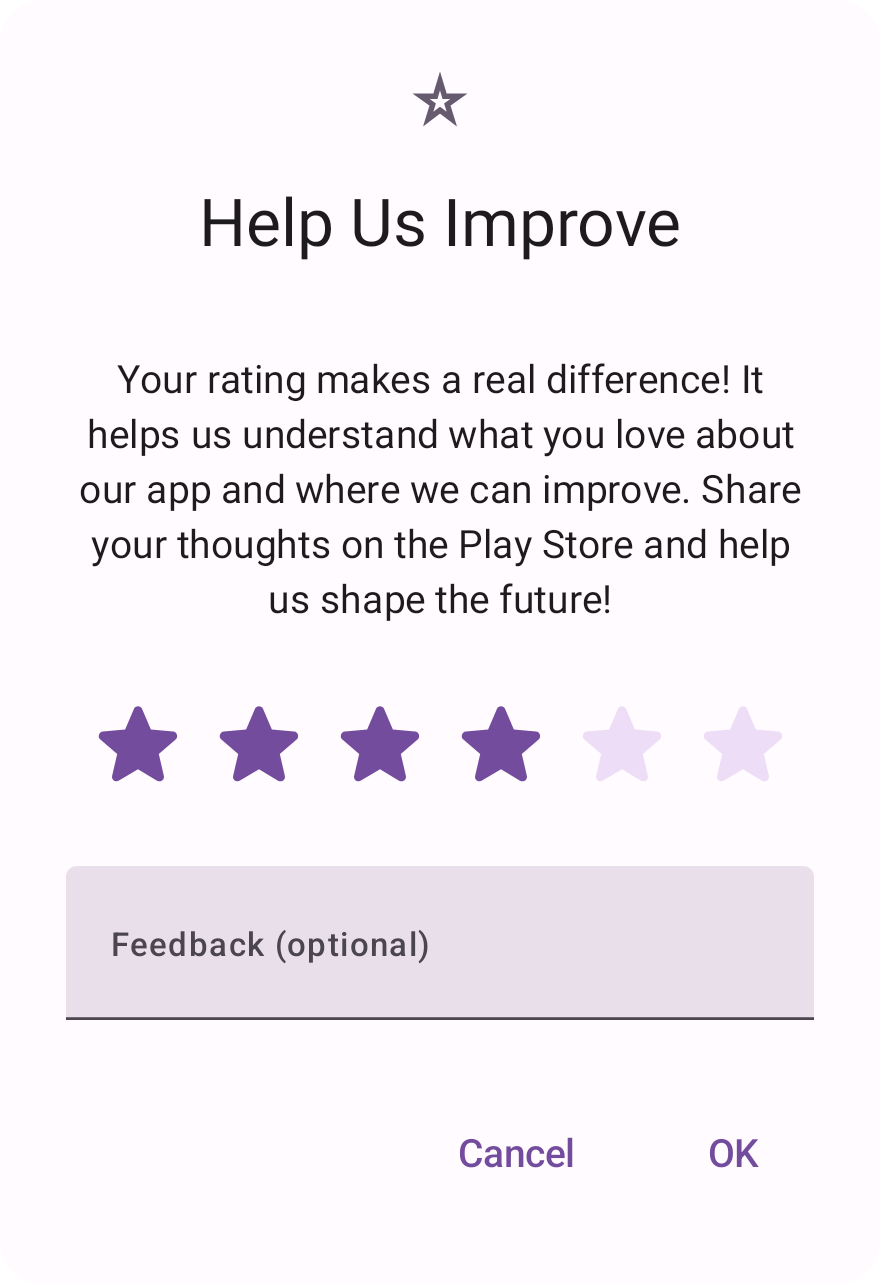 Help Us Improve
Your rating makes a real difference! It
helps us understand what you love about
our app and where we can improve. Share
your thoughts on the Play Store and help
us shape the future!
Feedback (optional)
Cancel OK